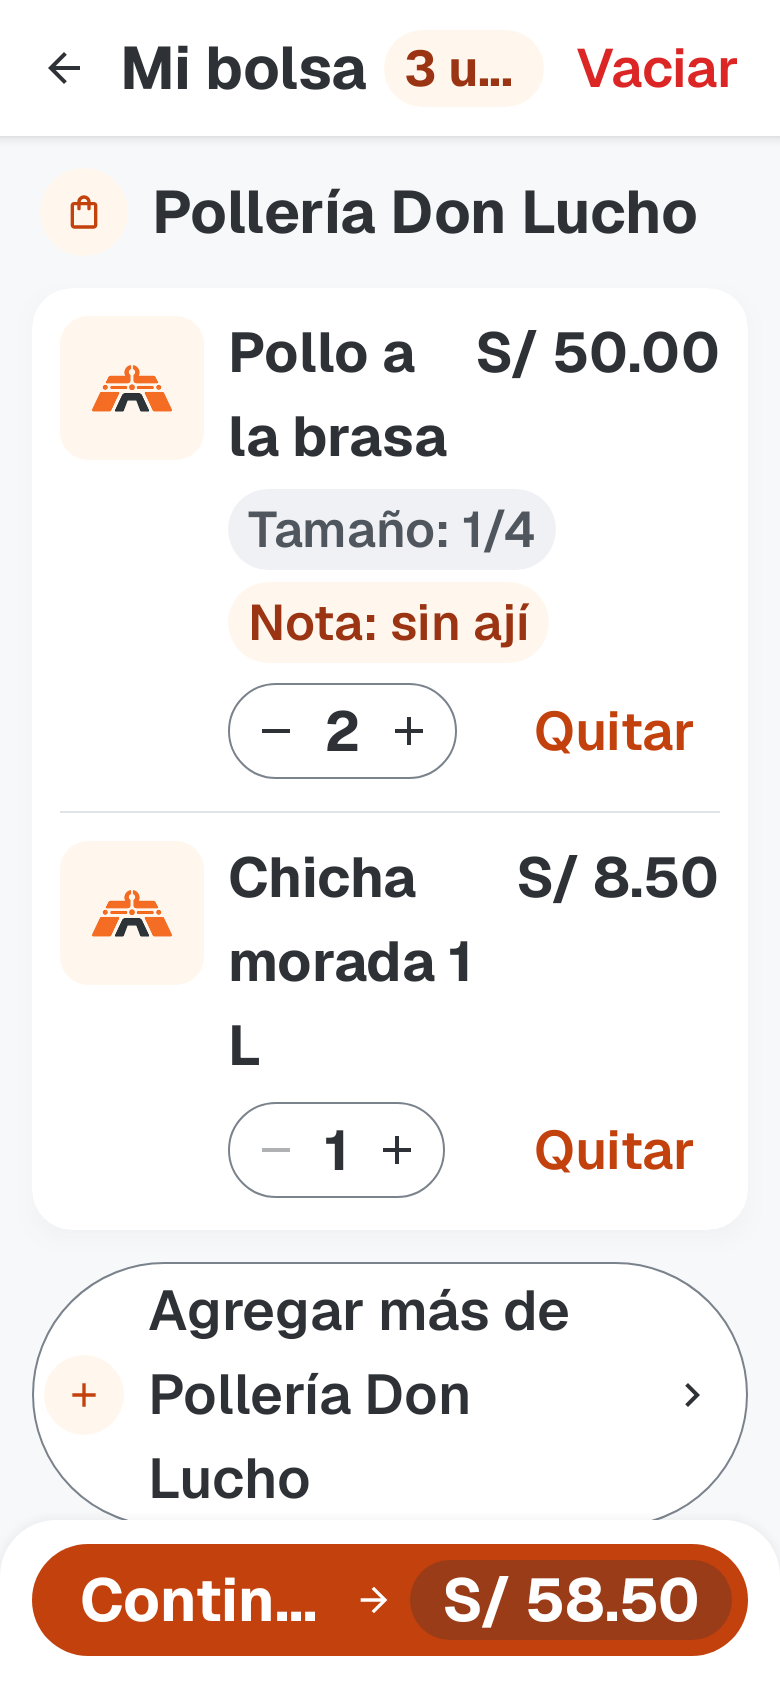 Mi bolsa 3 u... Vaciar
Pollería Don Lucho
Pollo a S/ 50.00
la brasa
Tamaño: 1/4
Nota: sin ají
2 Quitar
Chicha S/ 8.50
morada 1
L
1 Quitar
Agregar más de
Pollería Don
Lucho
Contin... S/ 58.50